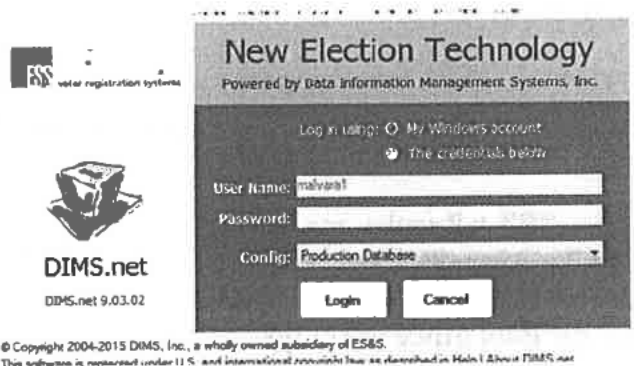 New Election Technology
Powered by Data Information Management Systems, Inc.
ESS voter registration systems
Log in using: My Windows account
The credentials below
User Name: malvara1
Password:
Config: Production Database
Login Cancel
DIMS.net
DIMS.net 9.03.02
© Copyright 2004-2015 DIMS, Inc., a wholly owned subsidiary of ES&S.
This software is protected under U.S. and international copyright law as described in Help | About DIMS.net